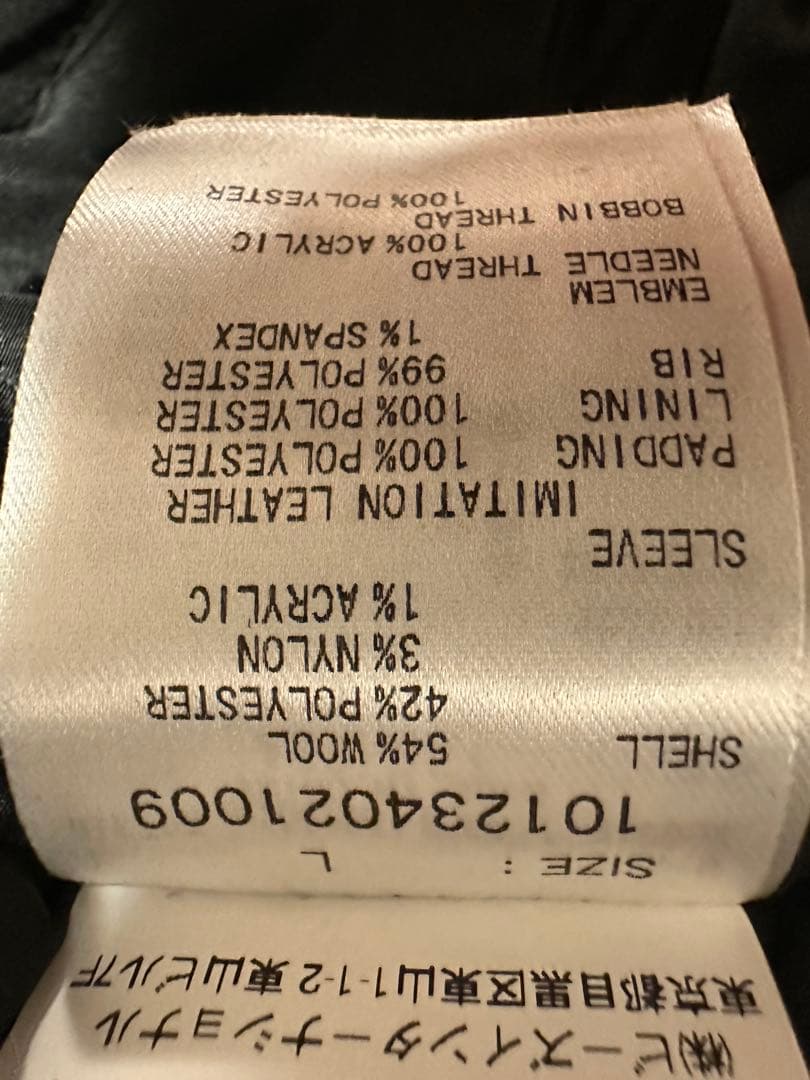 (株)ビーズインターナショナル
東京都目黒区東山1-1-2 東山ビル7F
SIZE : L
101234021009
SHELL 54% WOOL
42% POLYESTER
3% NYLON
1% ACRYLIC
SLEEVE
IMITATION LEATHER
PADDING 100% POLYESTER
LINING 100% POLYESTER
RIB 99% POLYESTER
1% SPANDEX
EMBLEM
NEEDLE THREAD
100% ACRYLIC
BOBBIN THREAD
100% POLYESTER